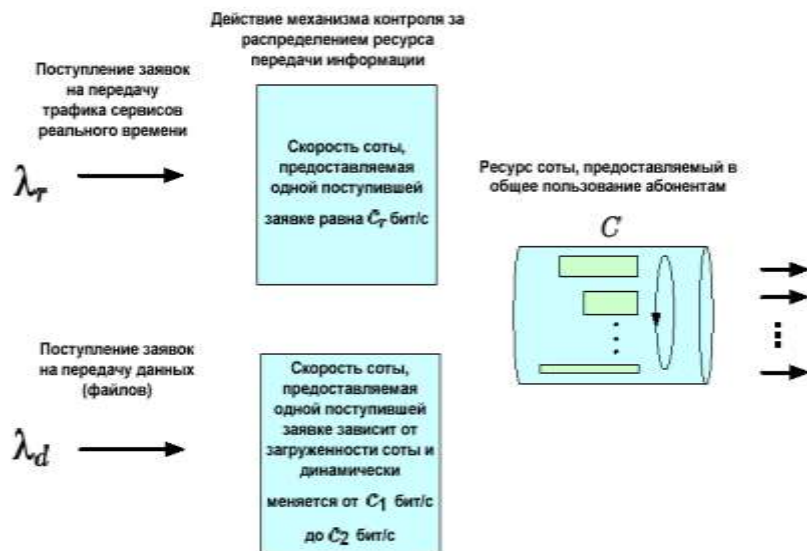 Действие механизма контроля за
распределением ресурса
передачи информации
Поступление заявок
на передачу
трафика сервисов
реального времени
λr
Скорость соты,
предоставляемая
одной поступившей
заявке равна Cr бит/с
Ресурс соты, предоставляемый в
общее пользование абонентам
C
Поступление заявок
на передачу данных
(файлов)
λd
Скорость соты,
предоставляемая
одной поступившей
заявке зависит от
загруженности соты и
динамически
меняется от C1 бит/с
до C2 бит/с